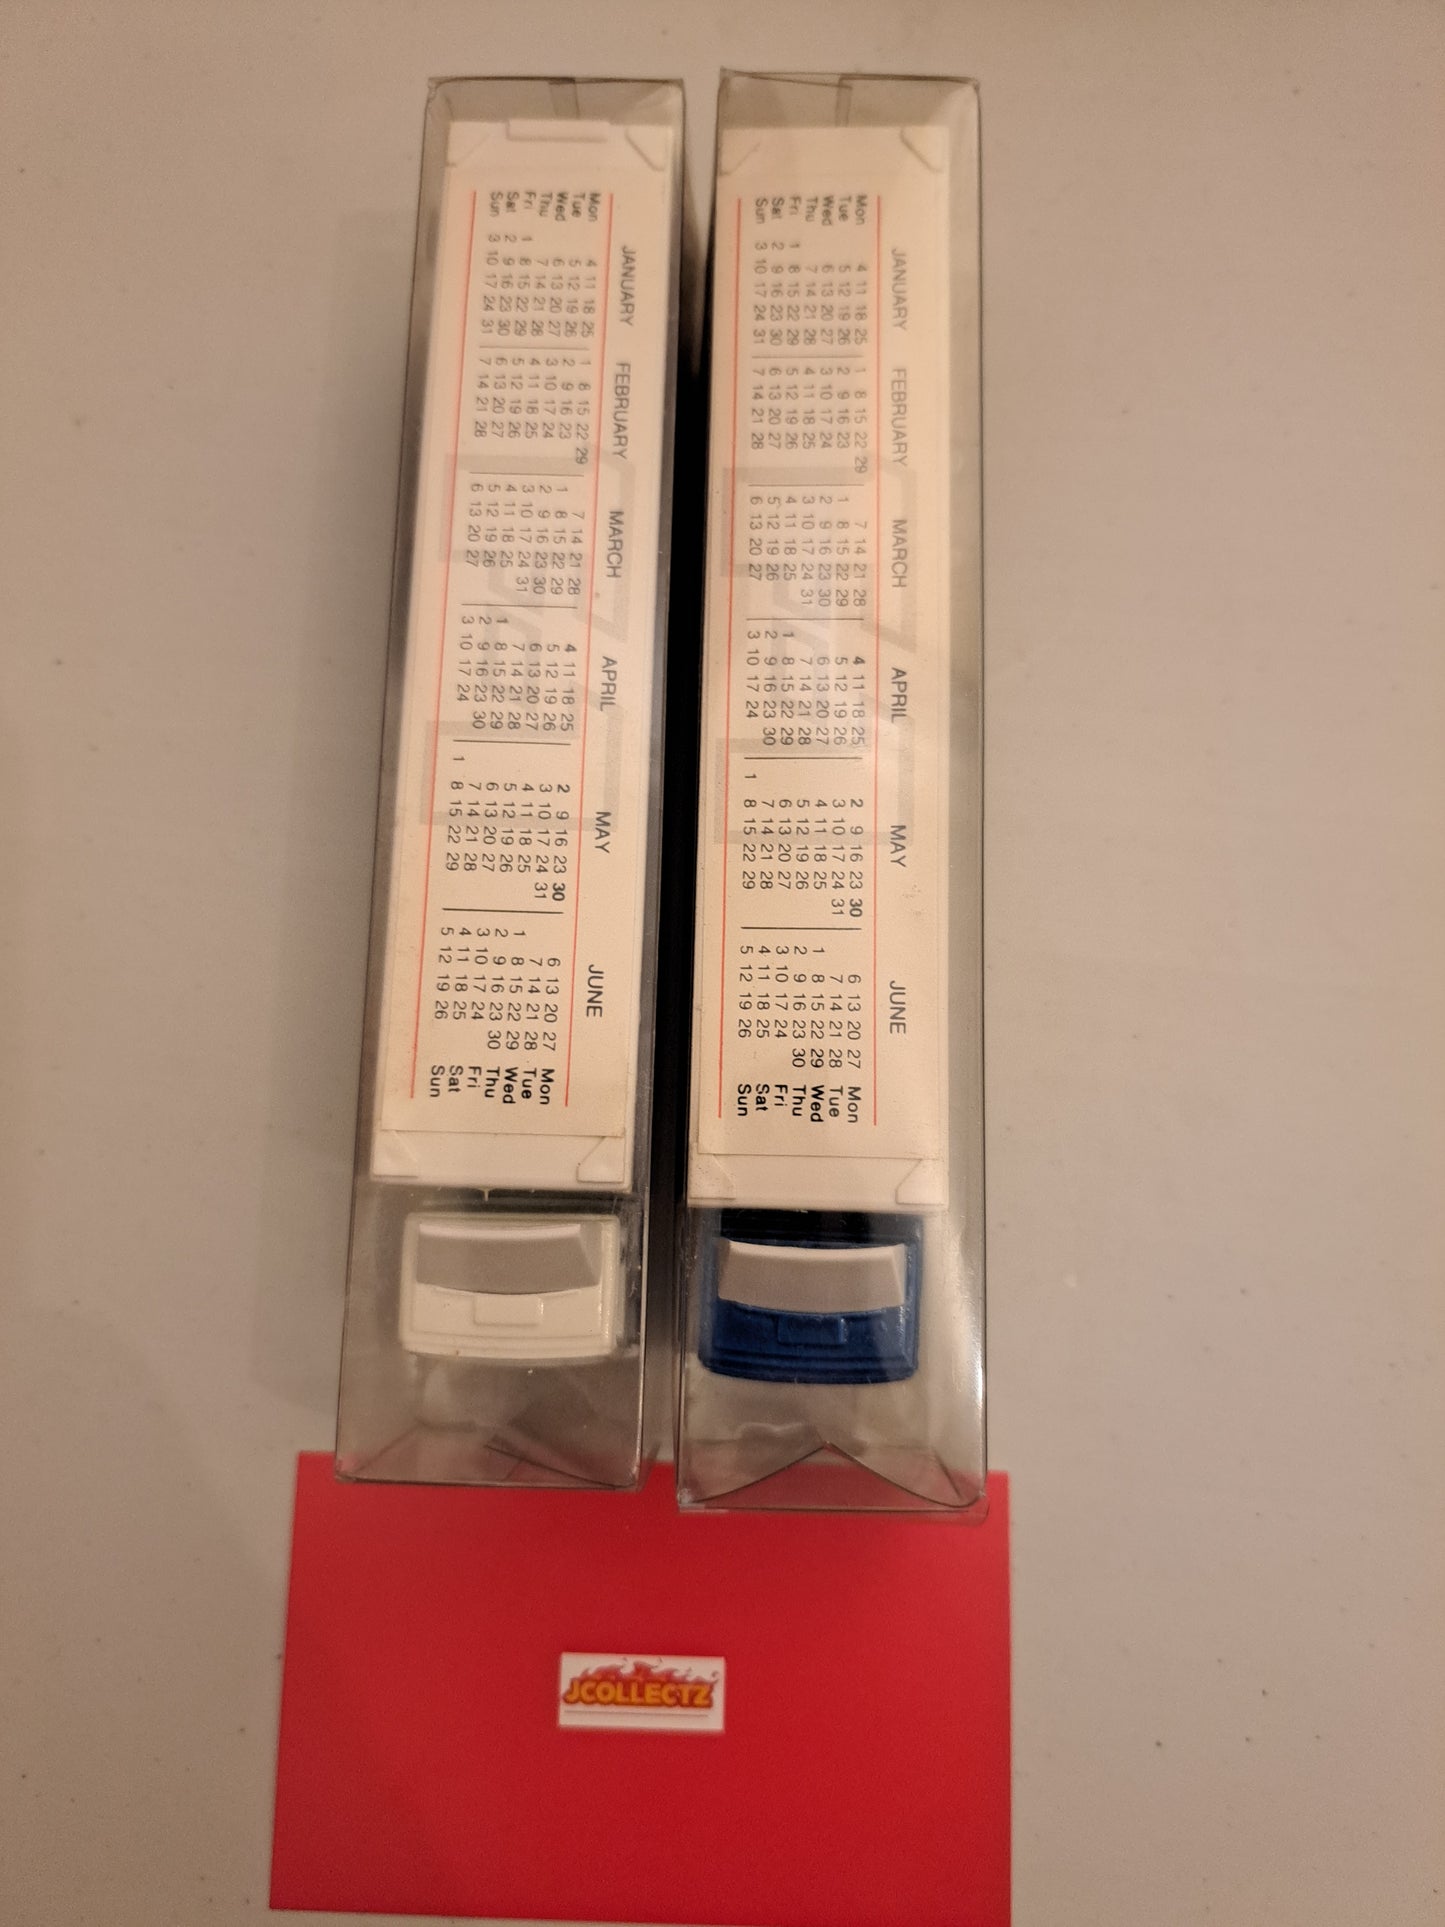 JANUARY FEBRUARY MARCH APRIL MAY JUNE
Mon 4 11 18 25 1 8 15 22 29 7 14 21 28 4 11 18 25 2 9 16 23 30 6 13 20 27 Mon
Tue 5 12 19 26 2 9 16 23 1 8 15 22 29 5 12 19 26 3 10 17 24 31 7 14 21 28 Tue
Wed 6 13 20 27 3 10 17 24 2 9 16 23 30 6 13 20 27 4 11 18 25 1 8 15 22 29 Wed
Thu 7 14 21 28 4 11 18 25 3 10 17 24 31 7 14 21 28 5 12 19 26 2 9 16 23 30 Thu
Fri 1 8 15 22 29 5 12 19 26 4 11 18 25 1 8 15 22 29 6 13 20 27 3 10 17 24 Fri
Sat 2 9 16 23 30 6 13 20 27 5 12 19 26 2 9 16 23 30 7 14 21 28 4 11 18 25 Sat
Sun 3 10 17 24 31 7 14 21 28 6 13 20 27 3 10 17 24 1 8 15 22 29 5 12 19 26 Sun
JANUARY FEBRUARY MARCH APRIL MAY JUNE
Mon 4 11 18 25 1 8 15 22 29 7 14 21 28 4 11 18 25 2 9 16 23 30 6 13 20 27 Mon
Tue 5 12 19 26 2 9 16 23 1 8 15 22 29 5 12 19 26 3 10 17 24 31 7 14 21 28 Tue
Wed 6 13 20 27 3 10 17 24 2 9 16 23 30 6 13 20 27 4 11 18 25 1 8 15 22 29 Wed
Thu 7 14 21 28 4 11 18 25 3 10 17 24 31 7 14 21 28 5 12 19 26 2 9 16 23 30 Thu
Fri 1 8 15 22 29 5 12 19 26 4 11 18 25 1 8 15 22 29 6 13 20 27 3 10 17 24 Fri
Sat 2 9 16 23 30 6 13 20 27 5 12 19 26 2 9 16 23 30 7 14 21 28 4 11 18 25 Sat
Sun 3 10 17 24 31 7 14 21 28 6 13 20 27 3 10 17 24 1 8 15 22 29 5 12 19 26 Sun
JCOLLECTZ